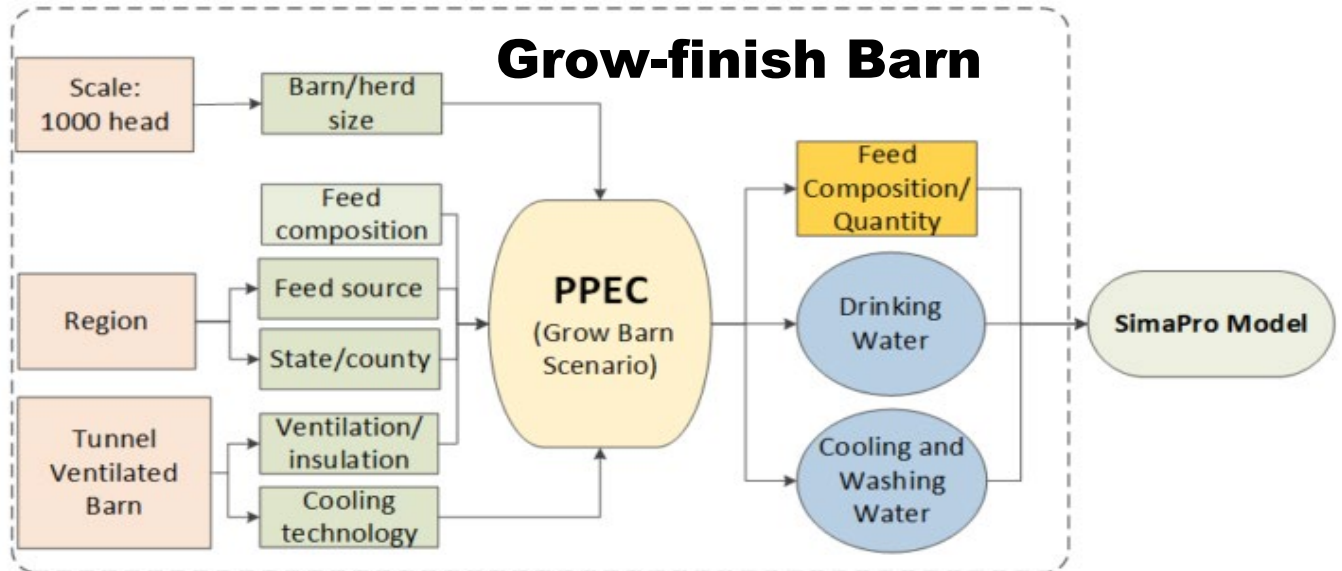 Grow-finish Barn
Scale:
1000 head
Barn/herd
size
Feed
composition
Region
Feed source
State/county
Tunnel
Ventilated
Barn
Ventilation/
insulation
Cooling
technology
PPEC
(Grow Barn
Scenario)
Feed
Composition/
Quantity
Drinking
Water
Cooling and
Washing
Water
SimaPro Model